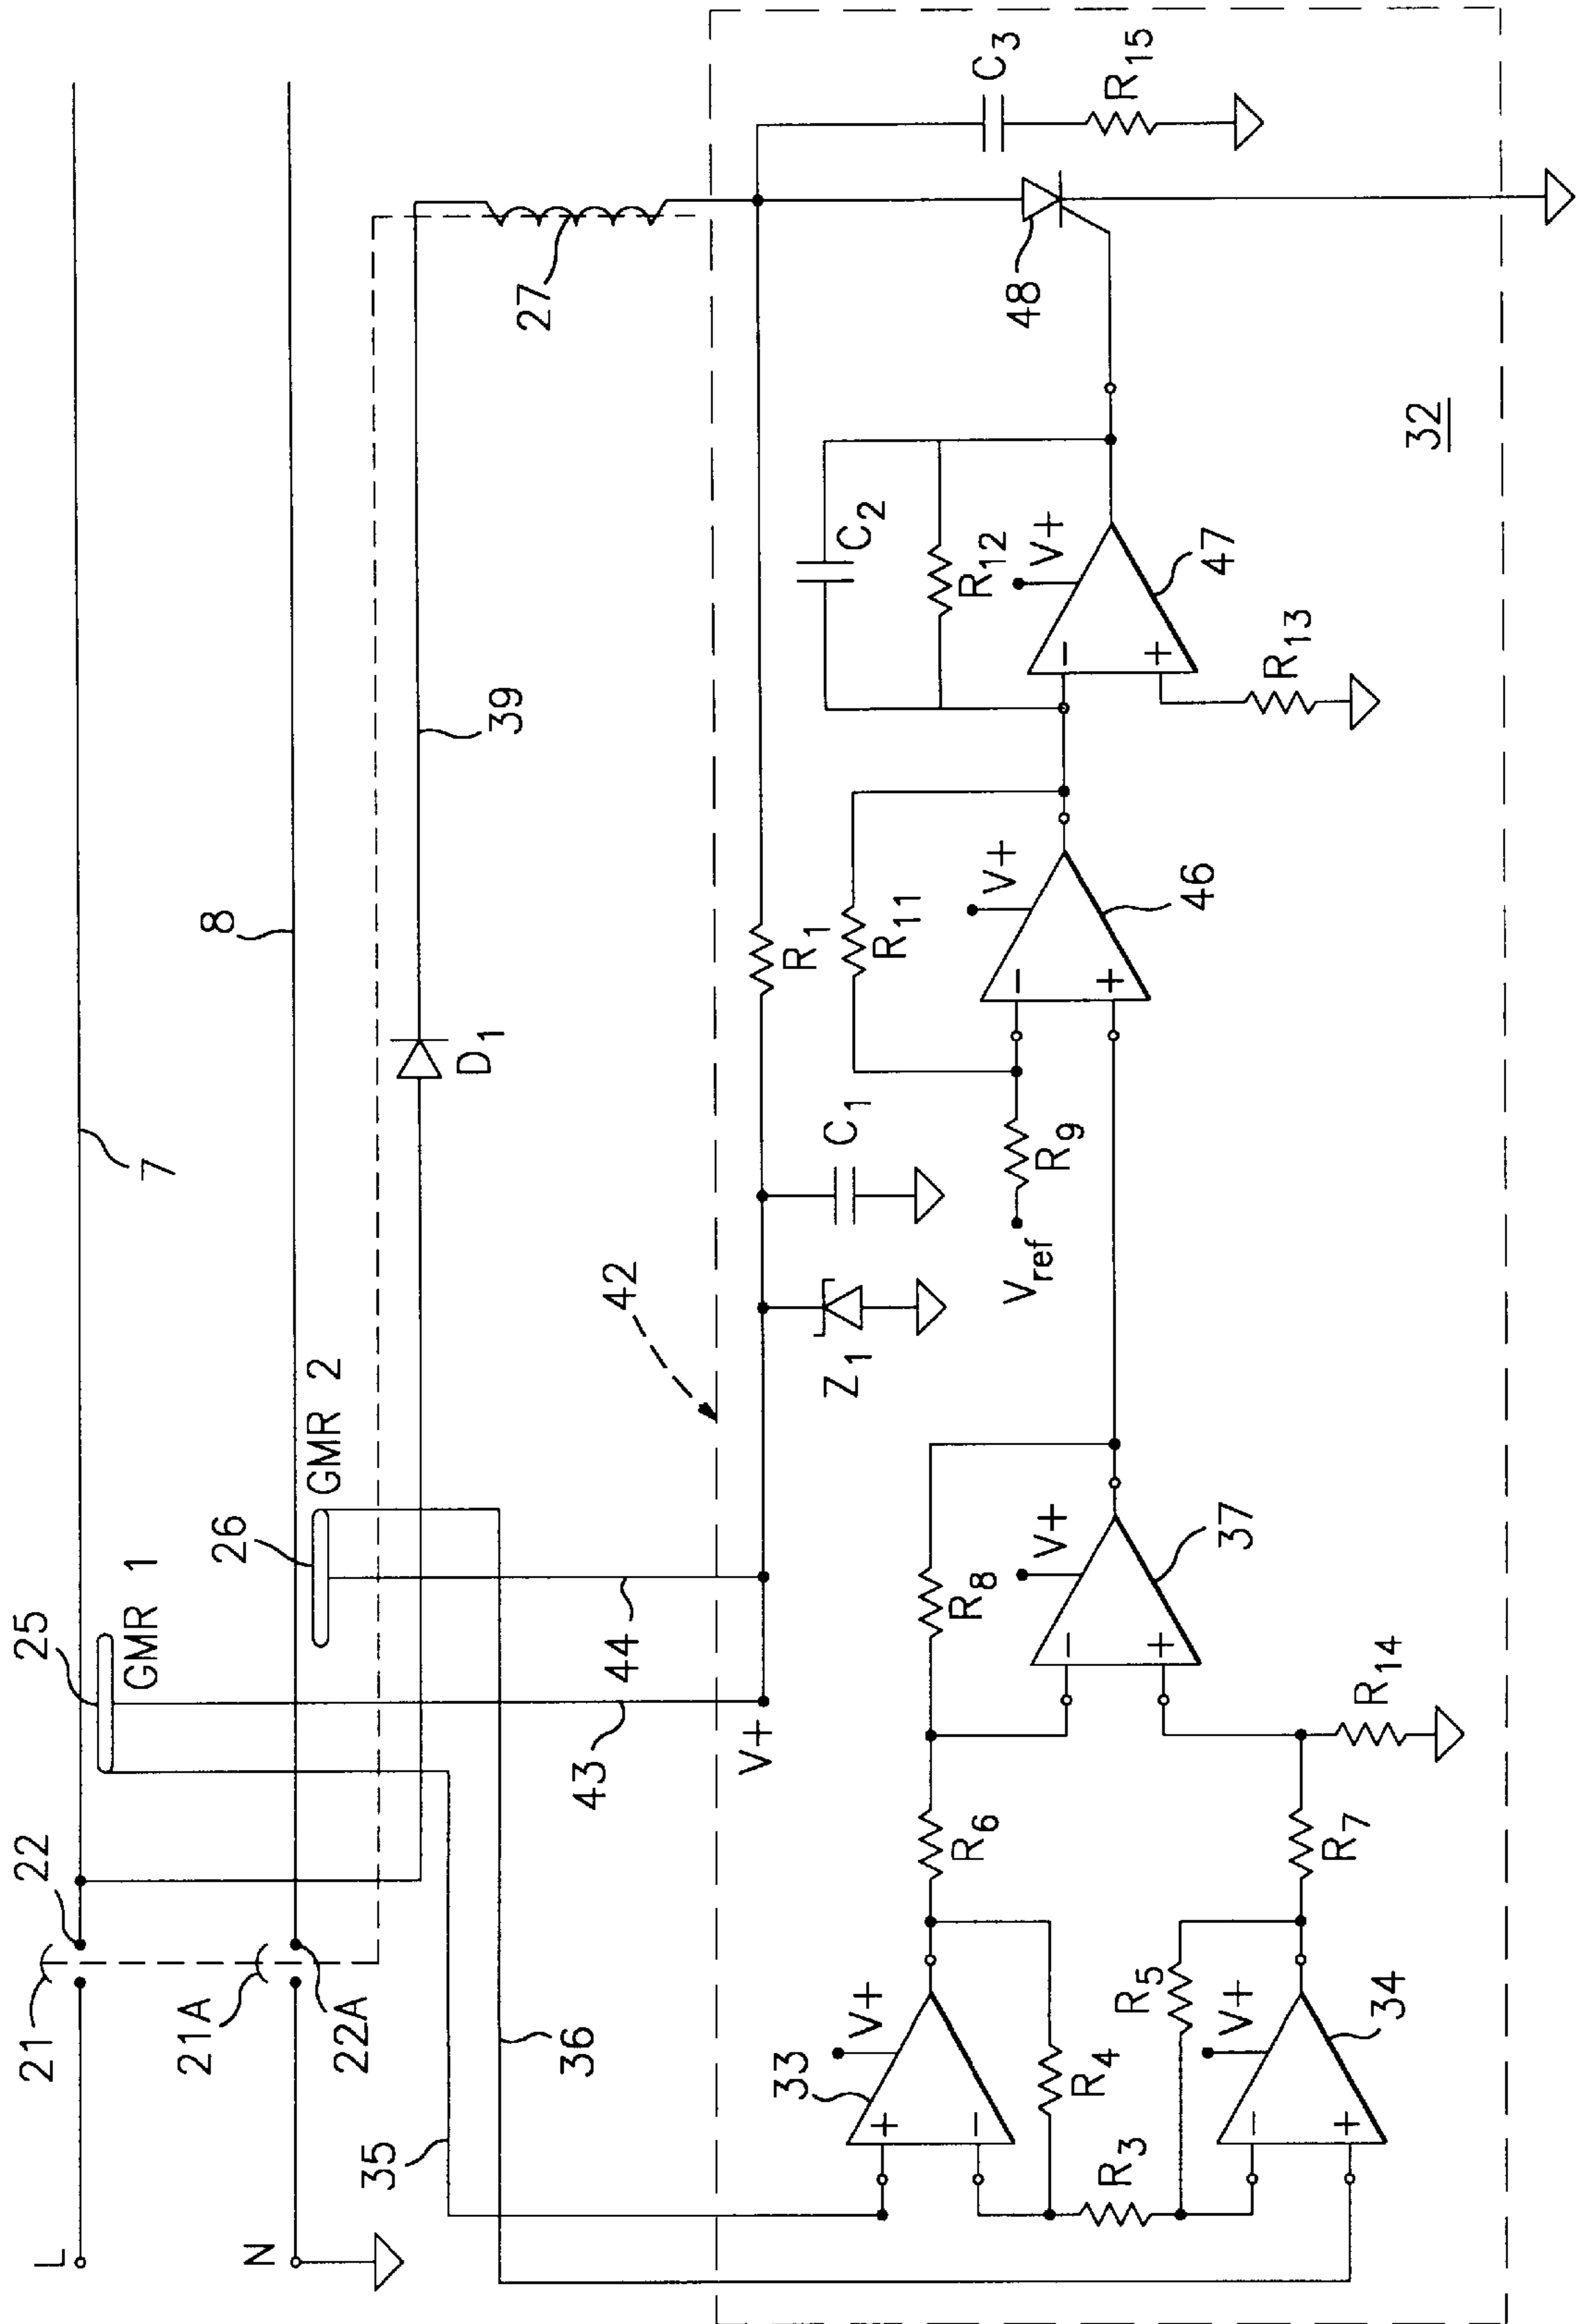 L
21
22
25
GMR 1
7
N
21A
22A
26
GMR 2
8
D₁
39
27
35
36
43
44
V+
42
Z₁
C₁
R₁
C₃
R₁₅
48
33
V+
R₄
R₃
R₅
V+
34
R₆
R₇
R₈
V+
37
R₁₄
Vref
R₉
R₁₁
V+
46
C₂
R₁₂
V+
47
R₁₃
32
+
−
−
+
−
+
−
+
−
+